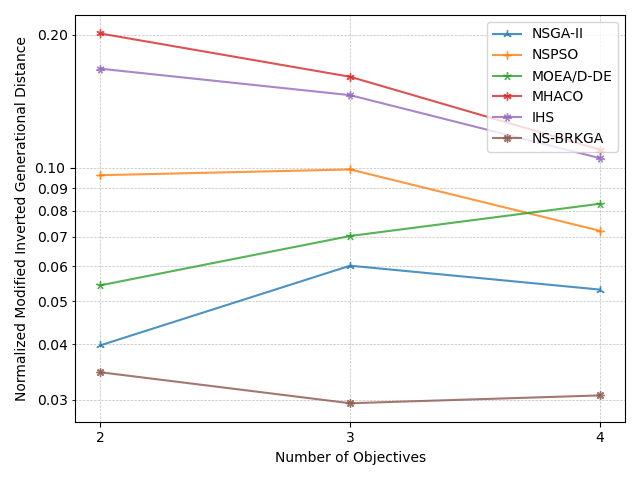 Normalized Modified Inverted Generational Distance
0.20
0.10
0.09
0.08
0.07
0.06
0.05
0.04
0.03
2
3
4
Number of Objectives
NSGA-II
NSPSO
MOEA/D-DE
MHACO
IHS
NS-BRKGA